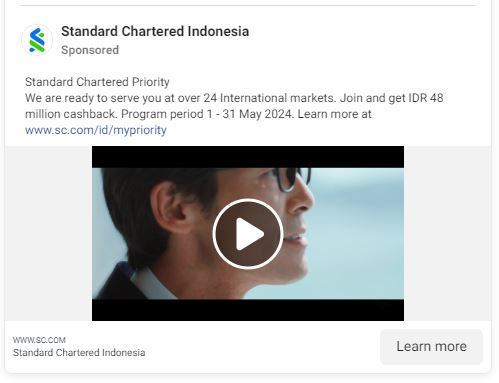 Standard Chartered Indonesia
Sponsored
Standard Chartered Priority
We are ready to serve you at over 24 International markets. Join and get IDR 48
million cashback. Program period 1 - 31 May 2024. Learn more at
www.sc.com/id/mypriority
WWW.SC.COM
Standard Chartered Indonesia
Learn more